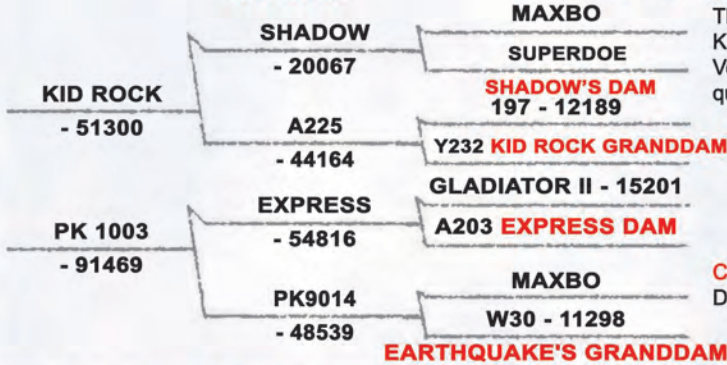 MAXBO
SHADOW
- 20067
SUPERDOE
SHADOW'S DAM
KID ROCK
- 51300
197 - 12189
A225
- 44164
Y232 KID ROCK GRANDDAM
GLADIATOR II - 15201
EXPRESS
- 54816
A203 EXPRESS DAM
PK 1003
- 91469
MAXBO
PK9014
- 48539
W30 - 11298
EARTHQUAKE'S GRANDDAM